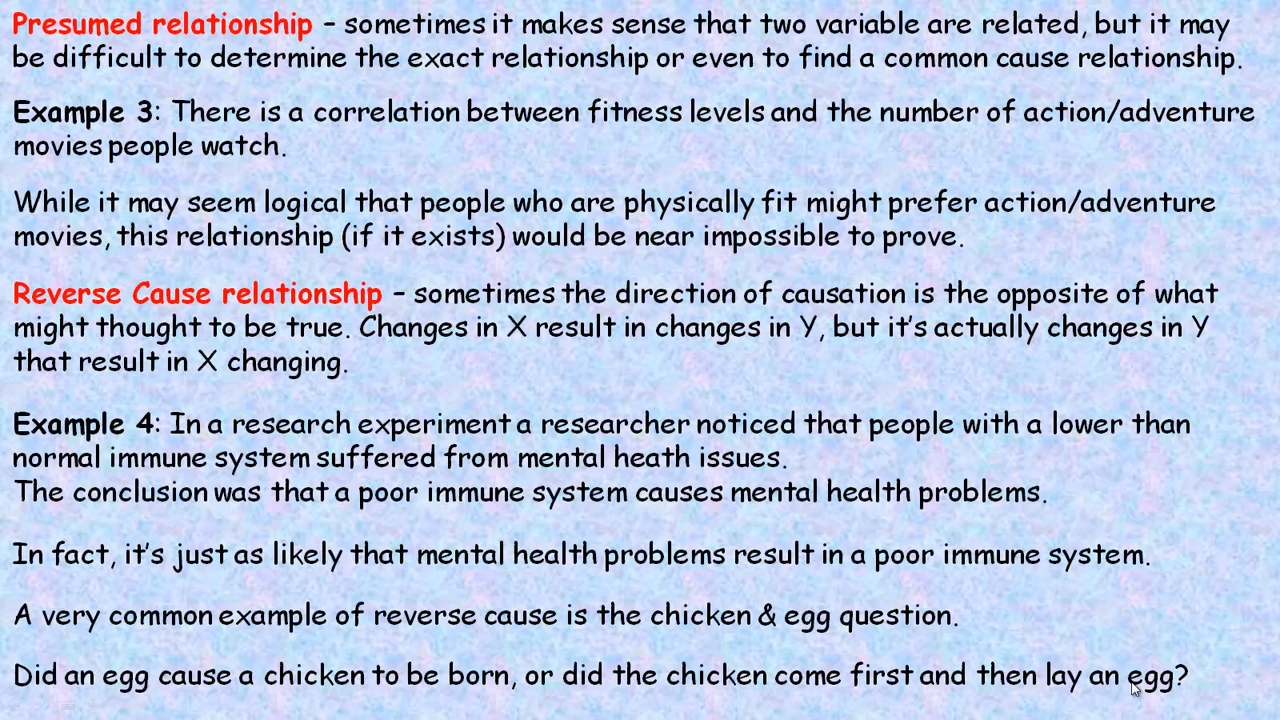 Presumed relationship – sometimes it makes sense that two variable are related, but it may
be difficult to determine the exact relationship or even to find a common cause relationship.
Example 3: There is a correlation between fitness levels and the number of action/adventure
movies people watch.
While it may seem logical that people who are physically fit might prefer action/adventure
movies, this relationship (if it exists) would be near impossible to prove.
Reverse Cause relationship – sometimes the direction of causation is the opposite of what
might thought to be true. Changes in X result in changes in Y, but it's actually changes in Y
that result in X changing.
Example 4: In a research experiment a researcher noticed that people with a lower than
normal immune system suffered from mental heath issues.
The conclusion was that a poor immune system causes mental health problems.
In fact, it's just as likely that mental health problems result in a poor immune system.
A very common example of reverse cause is the chicken & egg question.
Did an egg cause a chicken to be born, or did the chicken come first and then lay an egg?